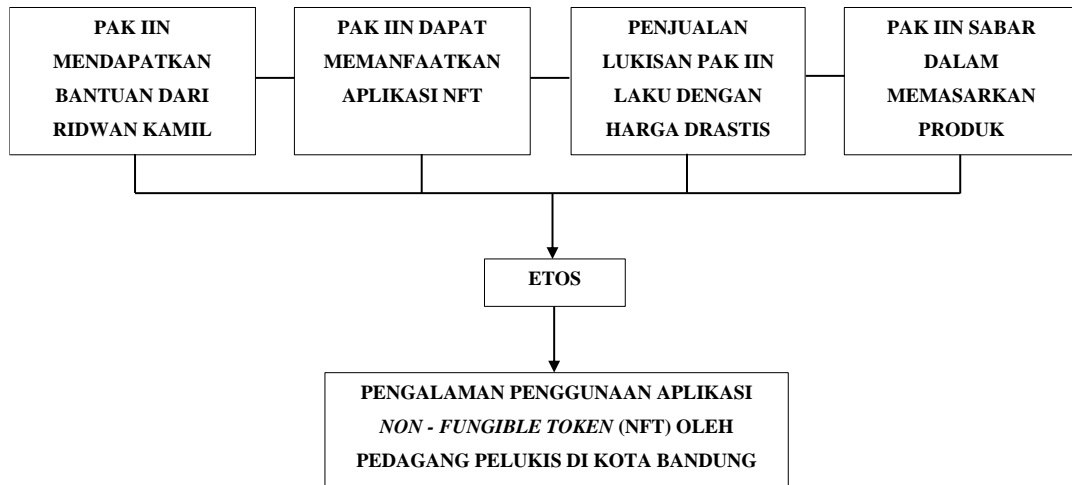 PAK IIN
MENDAPATKAN
BANTUAN DARI
RIDWAN KAMIL
PAK IIN DAPAT
MEMANFAATKAN
APLIKASI NFT
PENJUALAN
LUKISAN PAK IIN
LAKU DENGAN
HARGA DRASTIS
PAK IIN SABAR
DALAM
MEMASARKAN
PRODUK
ETOS
PENGALAMAN PENGGUNAAN APLIKASI
NON - FUNGIBLE TOKEN (NFT) OLEH
PEDAGANG PELUKIS DI KOTA BANDUNG